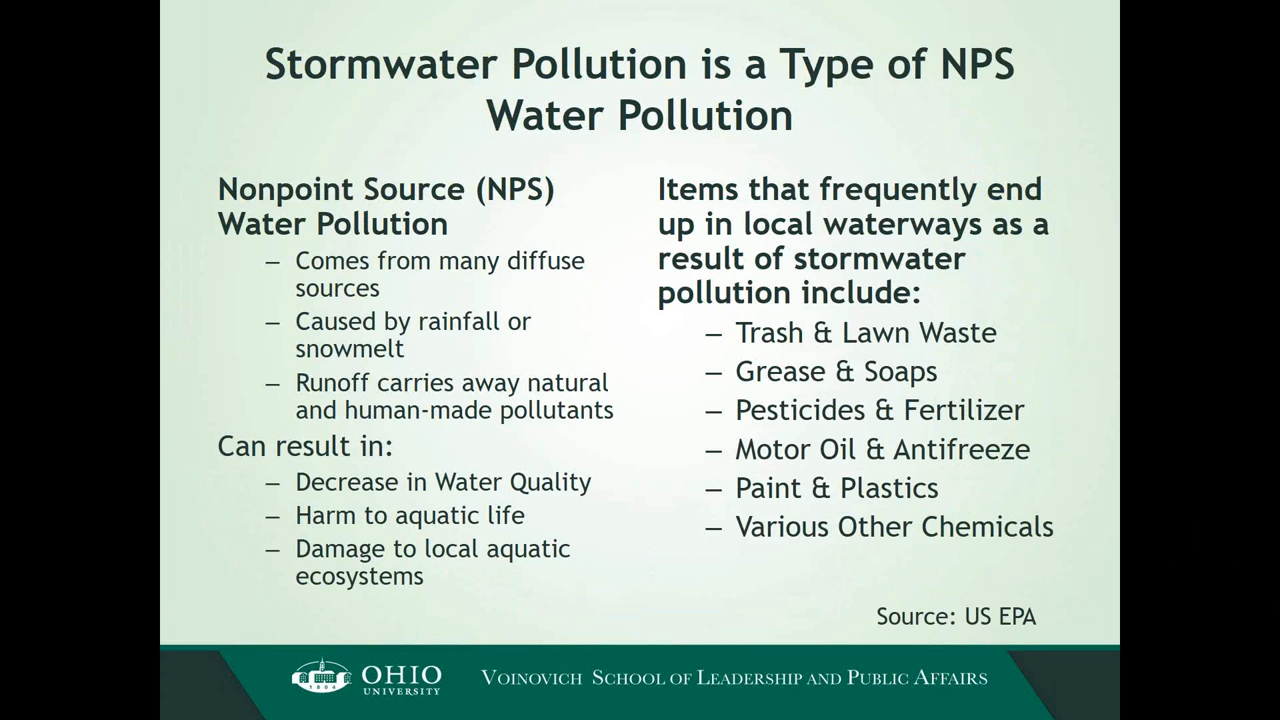 Stormwater Pollution is a Type of NPS
Water Pollution
Nonpoint Source (NPS)
Water Pollution
– Comes from many diffuse
sources
– Caused by rainfall or
snowmelt
– Runoff carries away natural
and human-made pollutants
Can result in:
– Decrease in Water Quality
– Harm to aquatic life
– Damage to local aquatic
ecosystems
Items that frequently end
up in local waterways as a
result of stormwater
pollution include:
– Trash & Lawn Waste
– Grease & Soaps
– Pesticides & Fertilizer
– Motor Oil & Antifreeze
– Paint & Plastics
– Various Other Chemicals
Source: US EPA
1804
OHIO
UNIVERSITY
VOINOVICH SCHOOL OF LEADERSHIP AND PUBLIC AFFAIRS